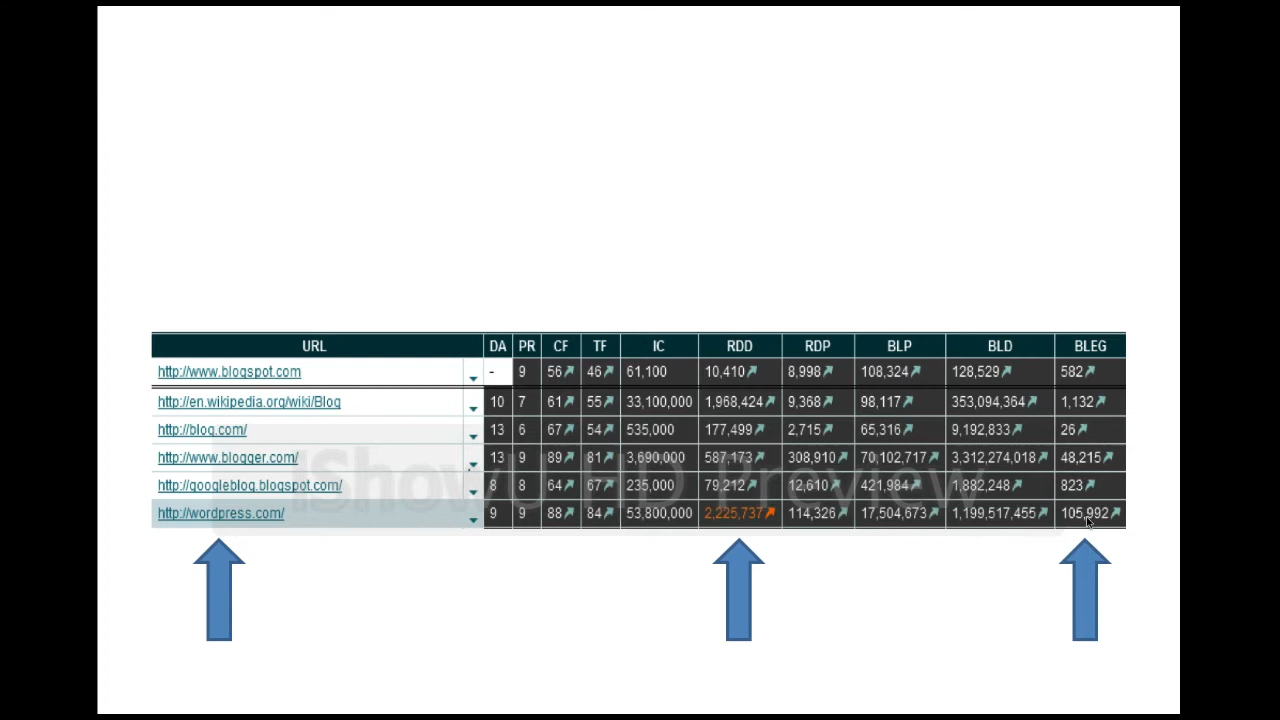 URL DA PR CF TF IC RDD RDP BLP BLD BLEG
http://www.blogspot.com - 9 56 46 61,100 10,410 8,998 108,324 128,529 582
http://en.wikipedia.org/wiki/Blog 10 7 61 55 33,100,000 1,968,424 9,368 98,117 353,094,364 1,132
http://blog.com/ 13 6 67 54 535,000 177,499 2,715 65,316 9,192,833 26
http://www.blogger.com/ 13 9 89 81 3,690,000 587,173 308,910 70,102,717 3,312,274,018 48,215
iShowU HD Preview
http://googleblog.blogspot.com/ 8 8 64 67 235,000 79,212 12,610 421,984 1,882,248 823
http://wordpress.com/ 9 9 88 84 53,800,000 2,225,737 114,326 17,504,673 1,199,517,455 105,992